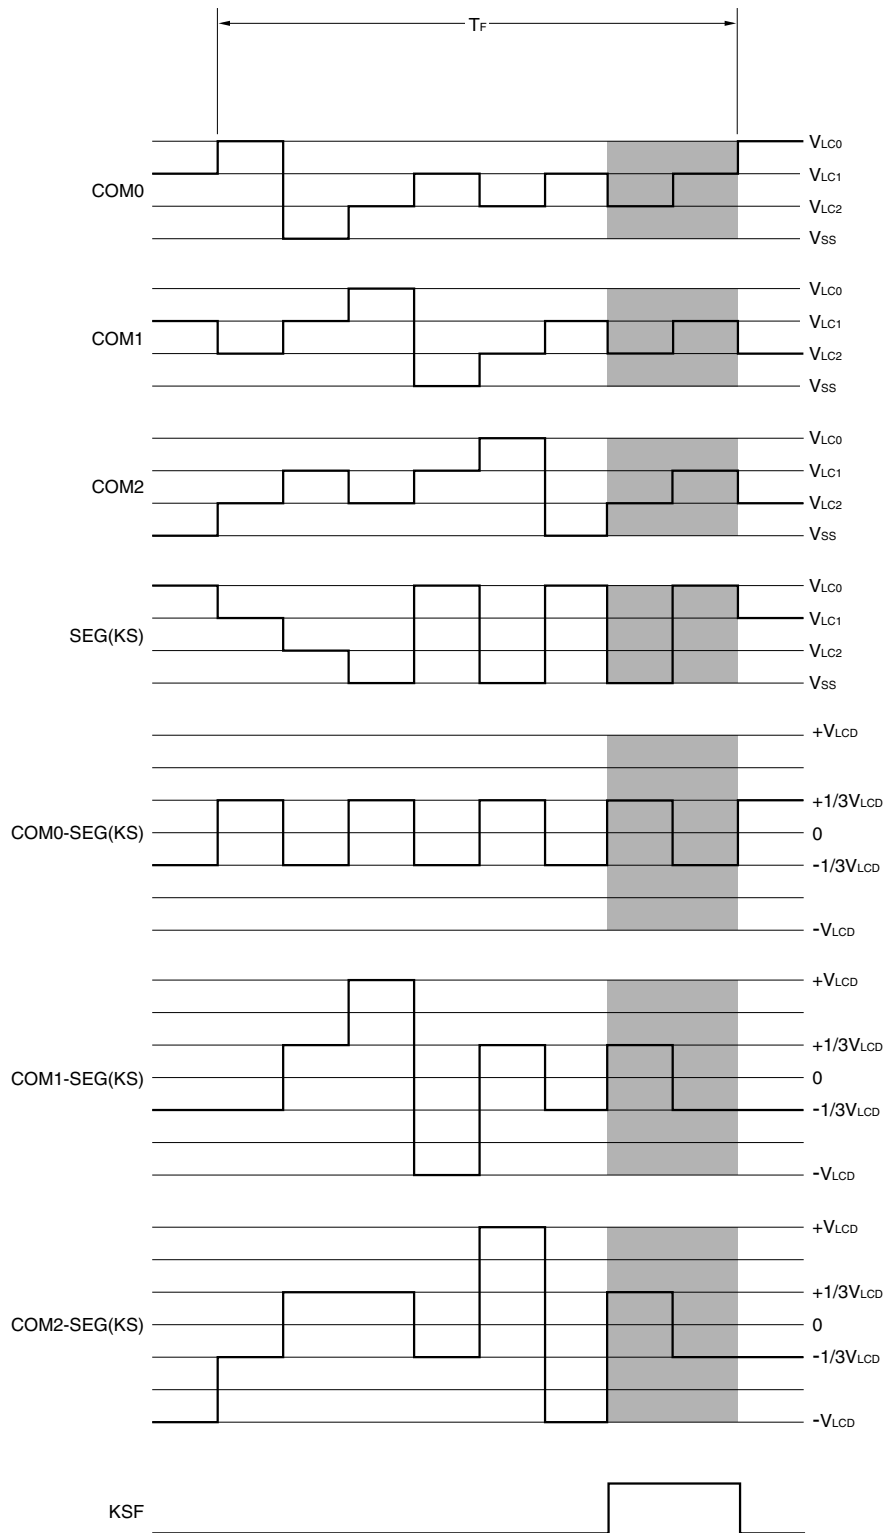 TF
VLC0
VLC1
COM0
VLC2
VSS
VLC0
VLC1
COM1
VLC2
VSS
VLC0
VLC1
COM2
VLC2
VSS
VLC0
VLC1
SEG(KS)
VLC2
VSS
+VLCD
+1/3VLCD
COM0-SEG(KS)
0
-1/3VLCD
-VLCD
+VLCD
+1/3VLCD
COM1-SEG(KS)
0
-1/3VLCD
-VLCD
+VLCD
+1/3VLCD
COM2-SEG(KS)
0
-1/3VLCD
-VLCD
KSF